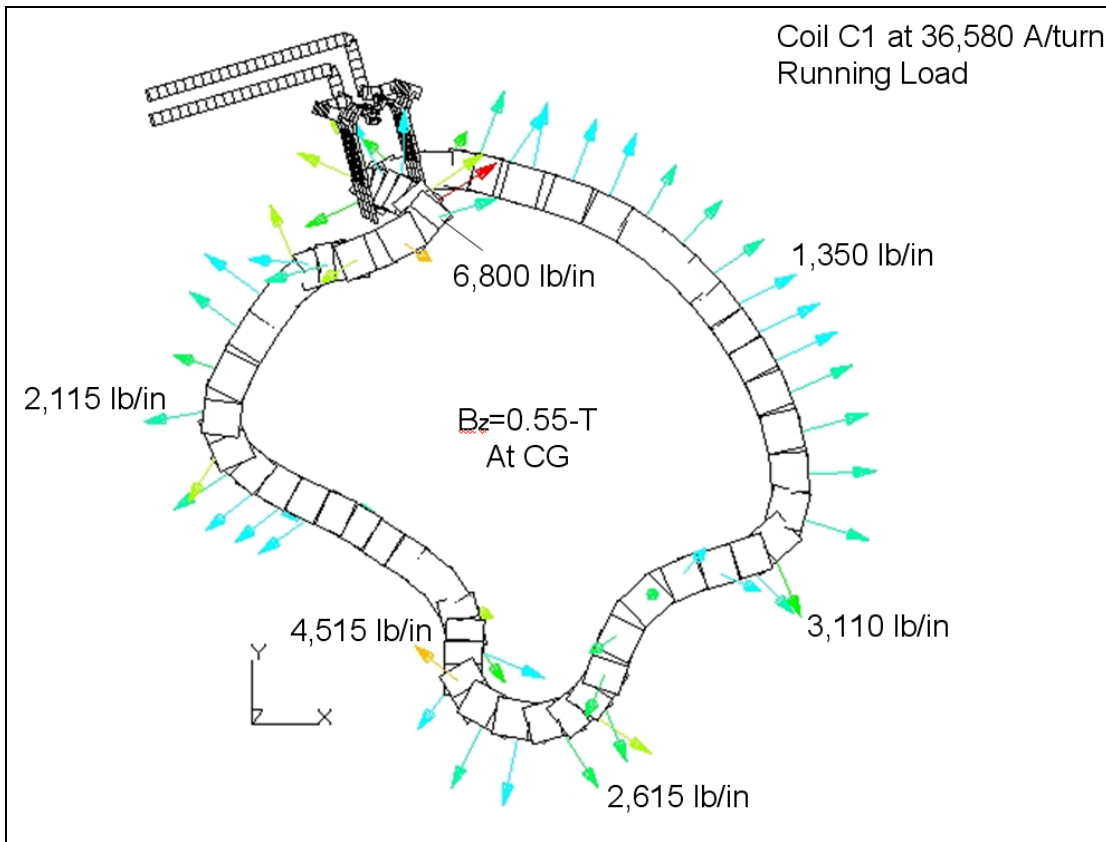 Coil C1 at 36,580 A/turn
Running Load
6,800 lb/in
1,350 lb/in
2,115 lb/in
Bz=0.55-T
At CG
4,515 lb/in
3,110 lb/in
2,615 lb/in
Y
Z X